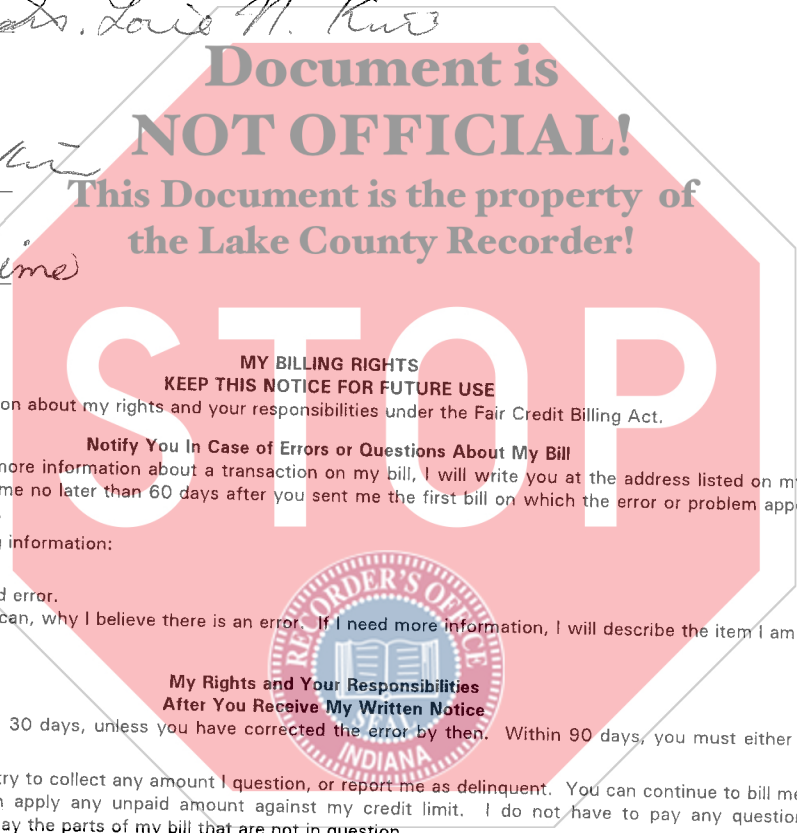 Document is
NOT OFFICIAL!
This Document is the property of
the Lake County Recorder!
STOP
MY BILLING RIGHTS
KEEP THIS NOTICE FOR FUTURE USE
on about my rights and your responsibilities under the Fair Credit Billing Act.
Notify You In Case of Errors or Questions About My Bill
more information about a transaction on my bill, I will write you at the address listed on my
me no later than 60 days after you sent me the first bill on which the error or problem appe
information:
error.
can, why I believe there is an error. If I need more information, I will describe the item I am
RECORDER'S OFFICE
SEAL
INDIANA
My Rights and Your Responsibilities
After You Receive My Written Notice
30 days, unless you have corrected the error by then. Within 90 days, you must either
try to collect any amount I question, or report me as delinquent. You can continue to bill me
apply any unpaid amount against my credit limit. I do not have to pay any question
ay the parts of my bill that are not in question